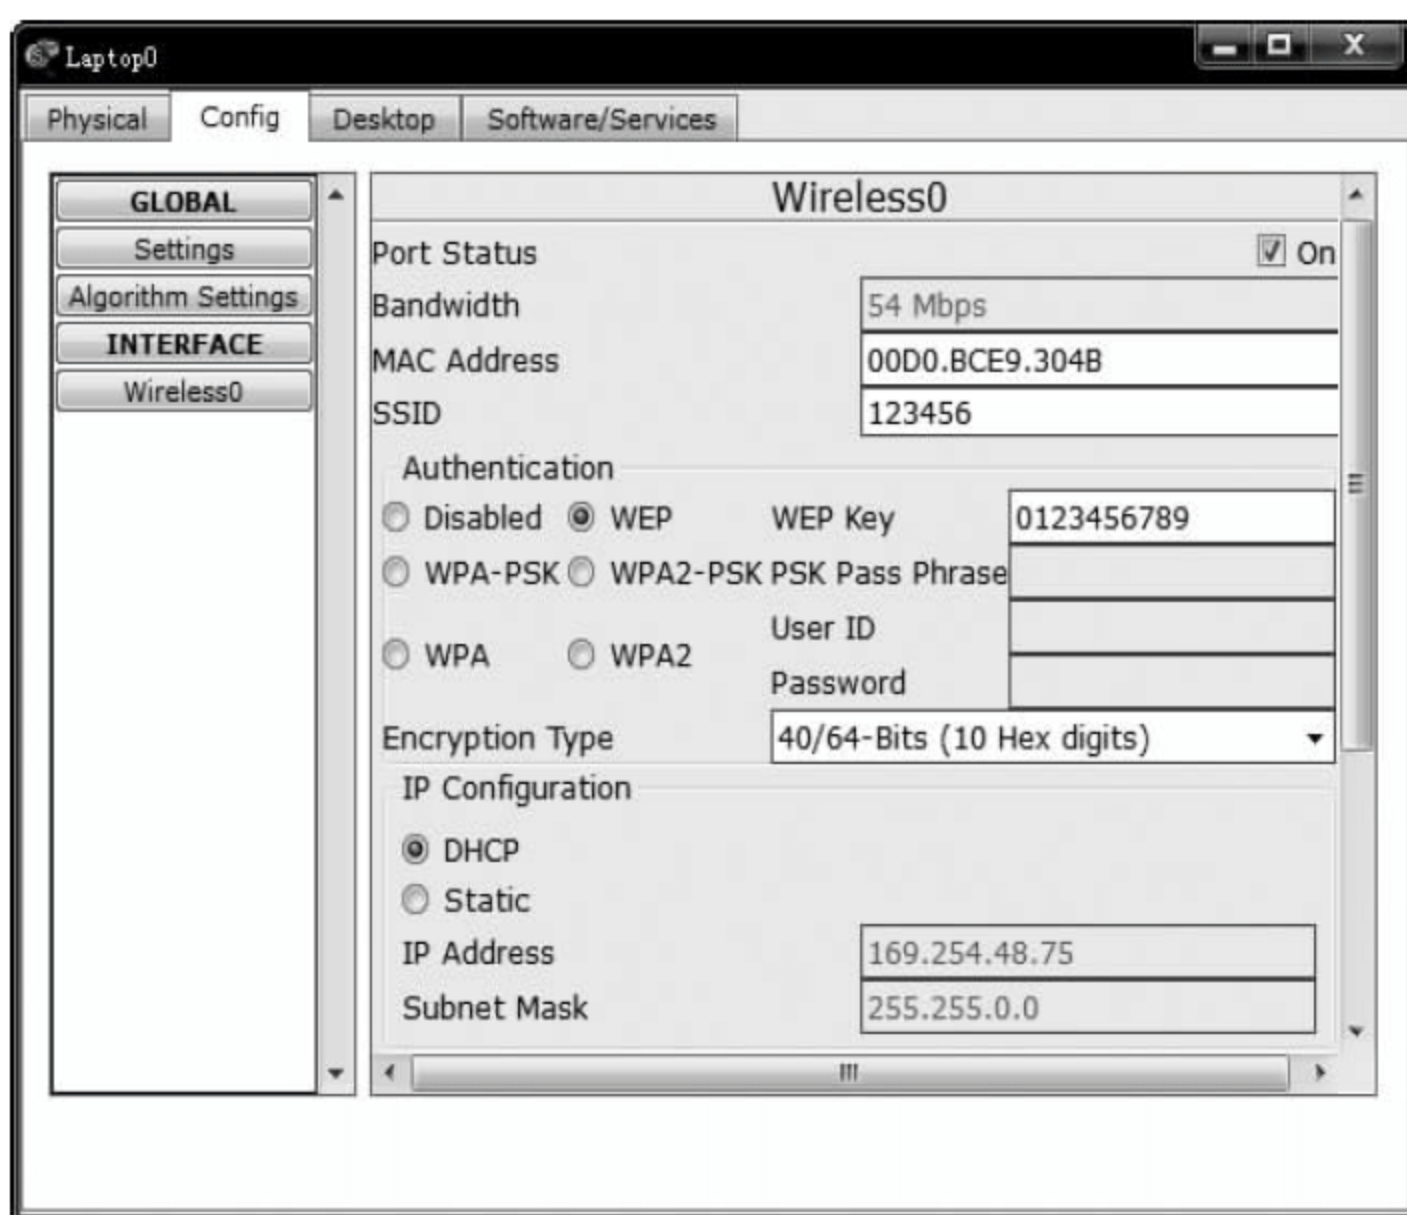 Laptop0
Physical Config Desktop Software/Services
GLOBAL
Settings
Algorithm Settings
INTERFACE
Wireless0
Wireless0
Port Status On
Bandwidth 54 Mbps
MAC Address 00D0.BCE9.304B
SSID 123456
Authentication
Disabled WEP WEP Key 0123456789
WPA-PSK WPA2-PSK PSK Pass Phrase
User ID
WPA WPA2
Password
Encryption Type 40/64-Bits (10 Hex digits)
IP Configuration
DHCP
Static
IP Address 169.254.48.75
Subnet Mask 255.255.0.0